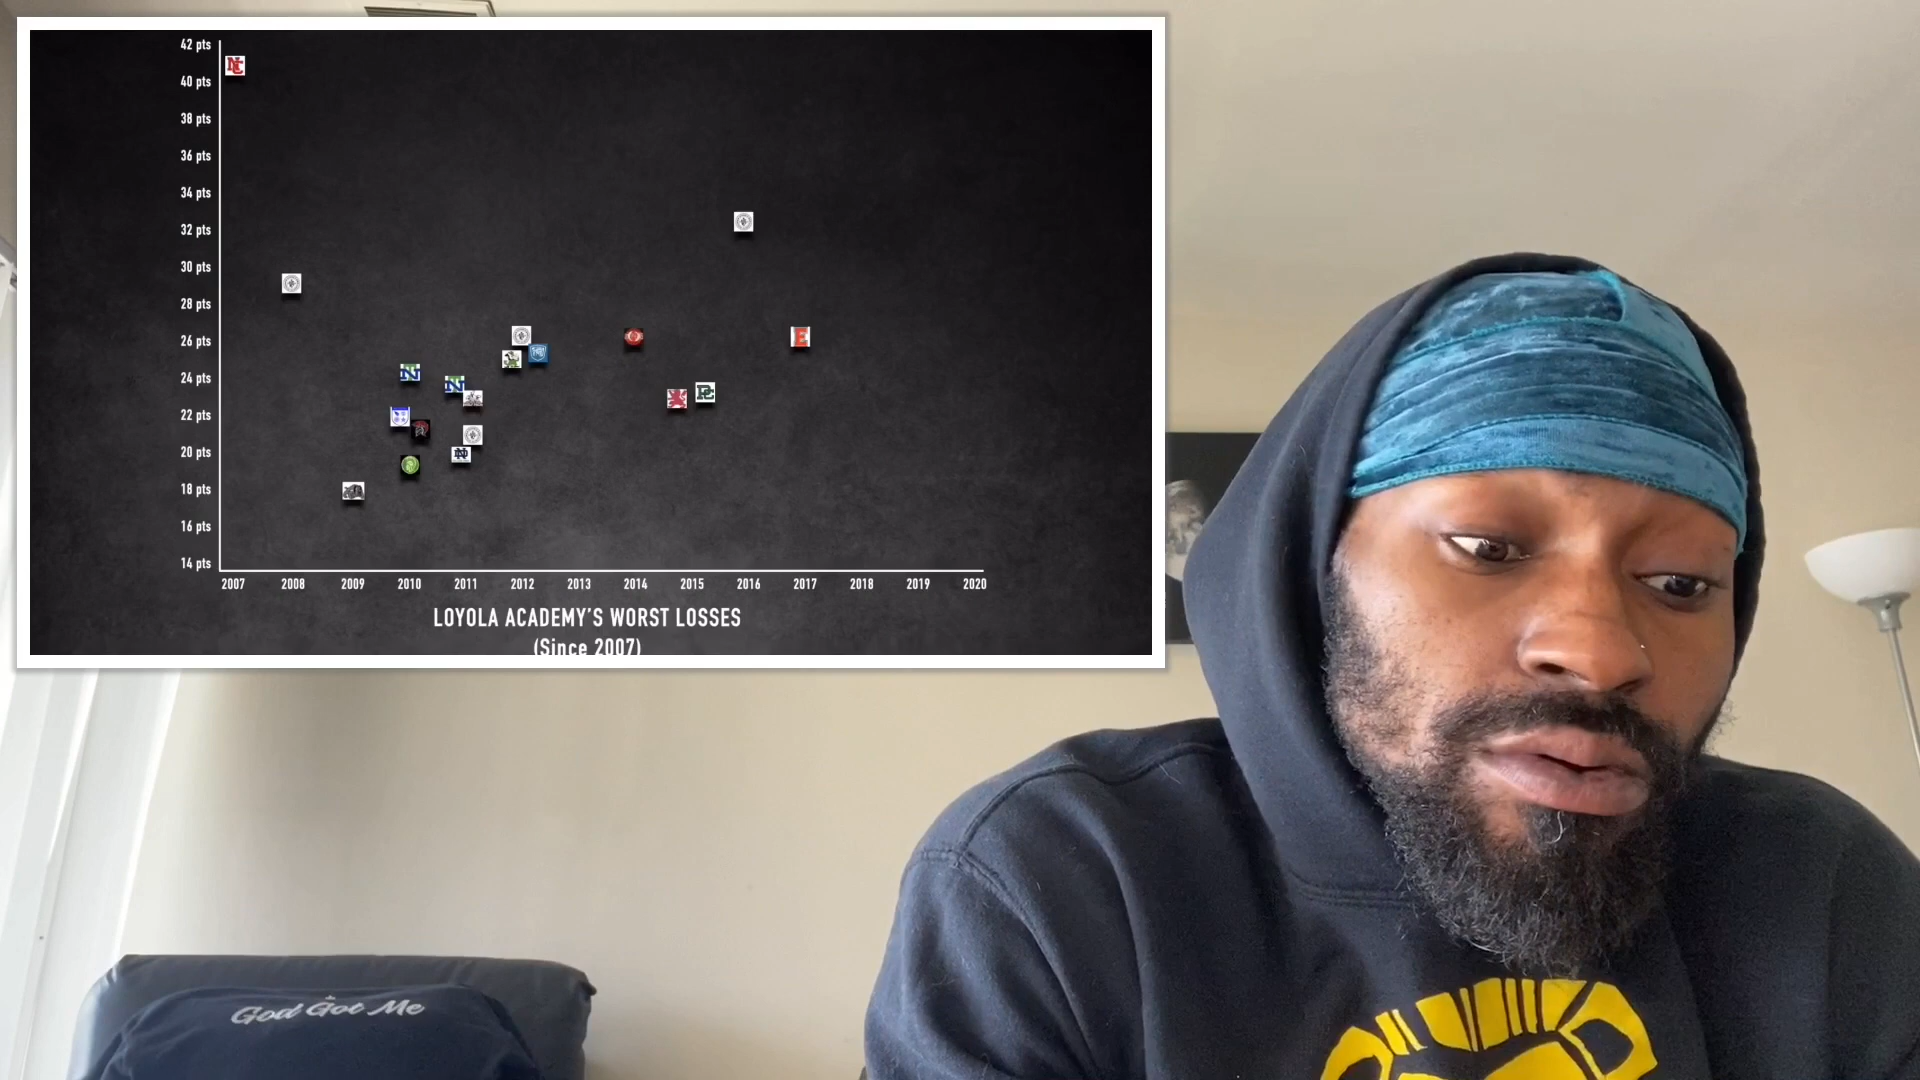 42 pts
40 pts
38 pts
36 pts
34 pts
32 pts
30 pts
28 pts
26 pts
24 pts
22 pts
20 pts
18 pts
16 pts
14 pts
NC
N
N
ND
E
2007 2008 2009 2010 2011 2012 2013 2014 2015 2016 2017 2018 2019 2020
LOYOLA ACADEMY'S WORST LOSSES
(Since 2007)
God Got Me